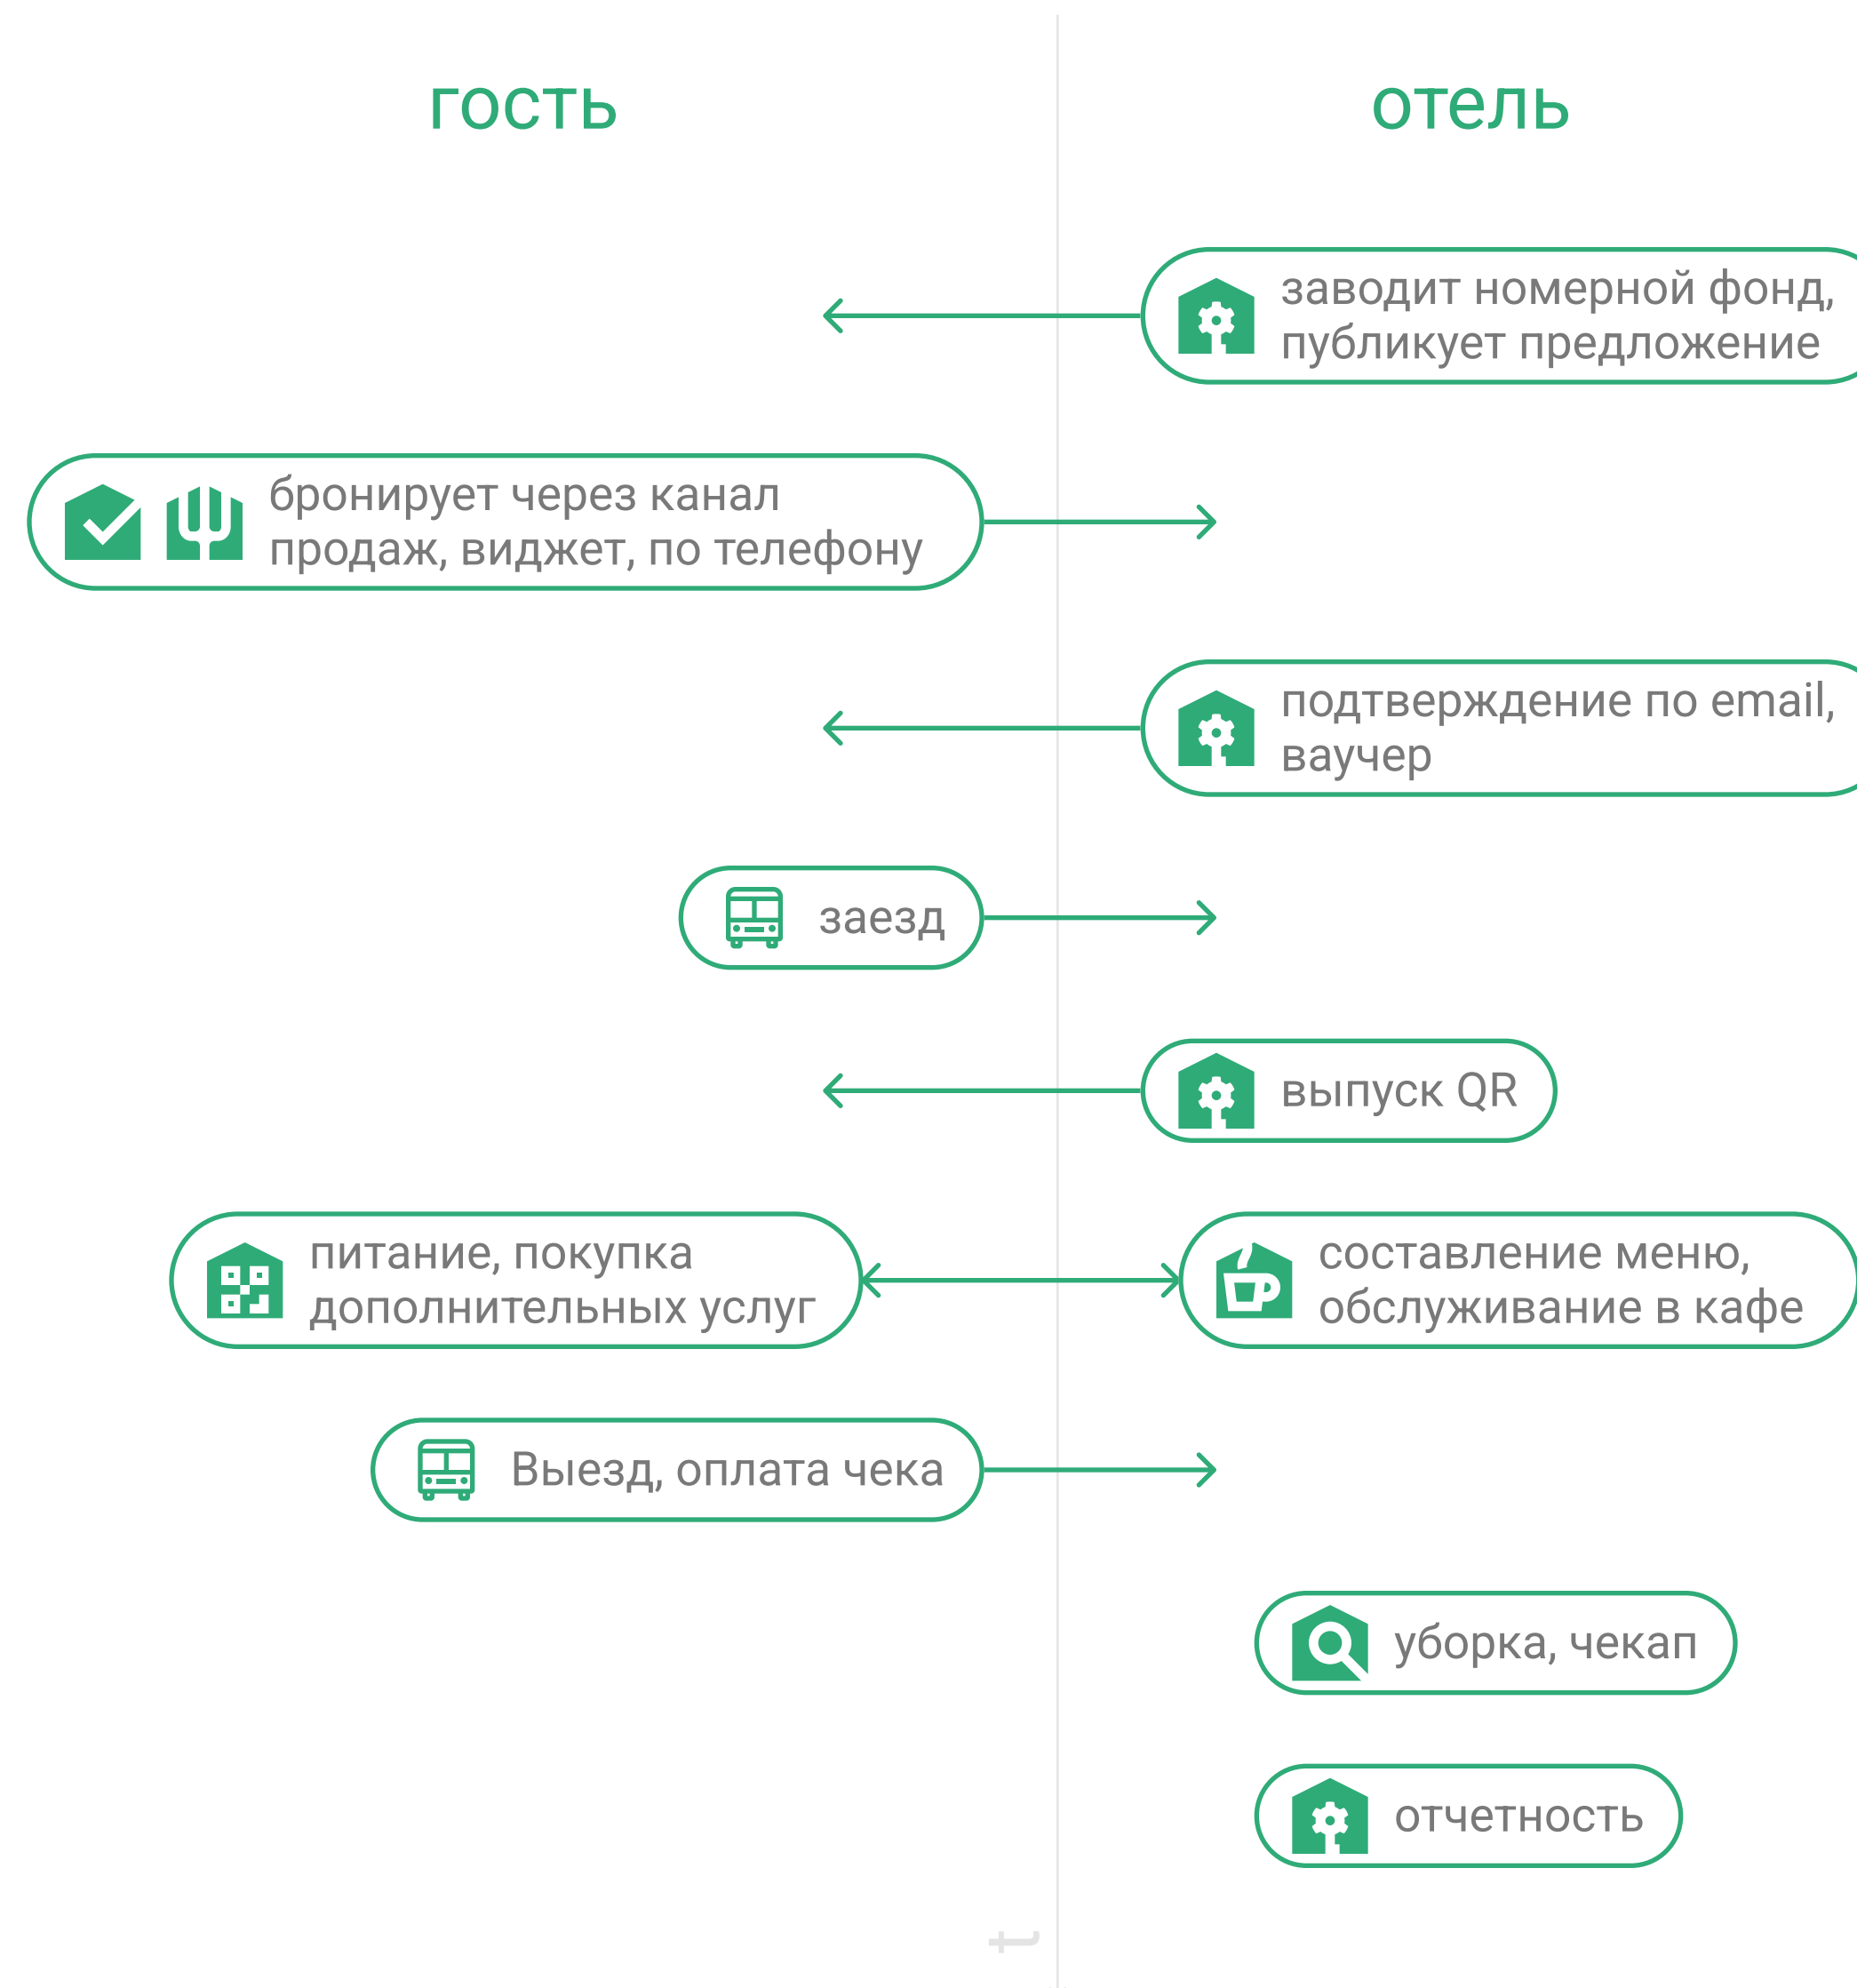 гость
отель
заводит номерной фонд,
публикует предложение
бронирует через канал
продаж, виджет, по телефону
подтверждение по email,
ваучер
заезд
выпуск QR
питание, покупка
дополнительных услуг
составление меню,
обслуживание в кафе
Выезд, оплата чека
уборка, чекап
отчетность
t